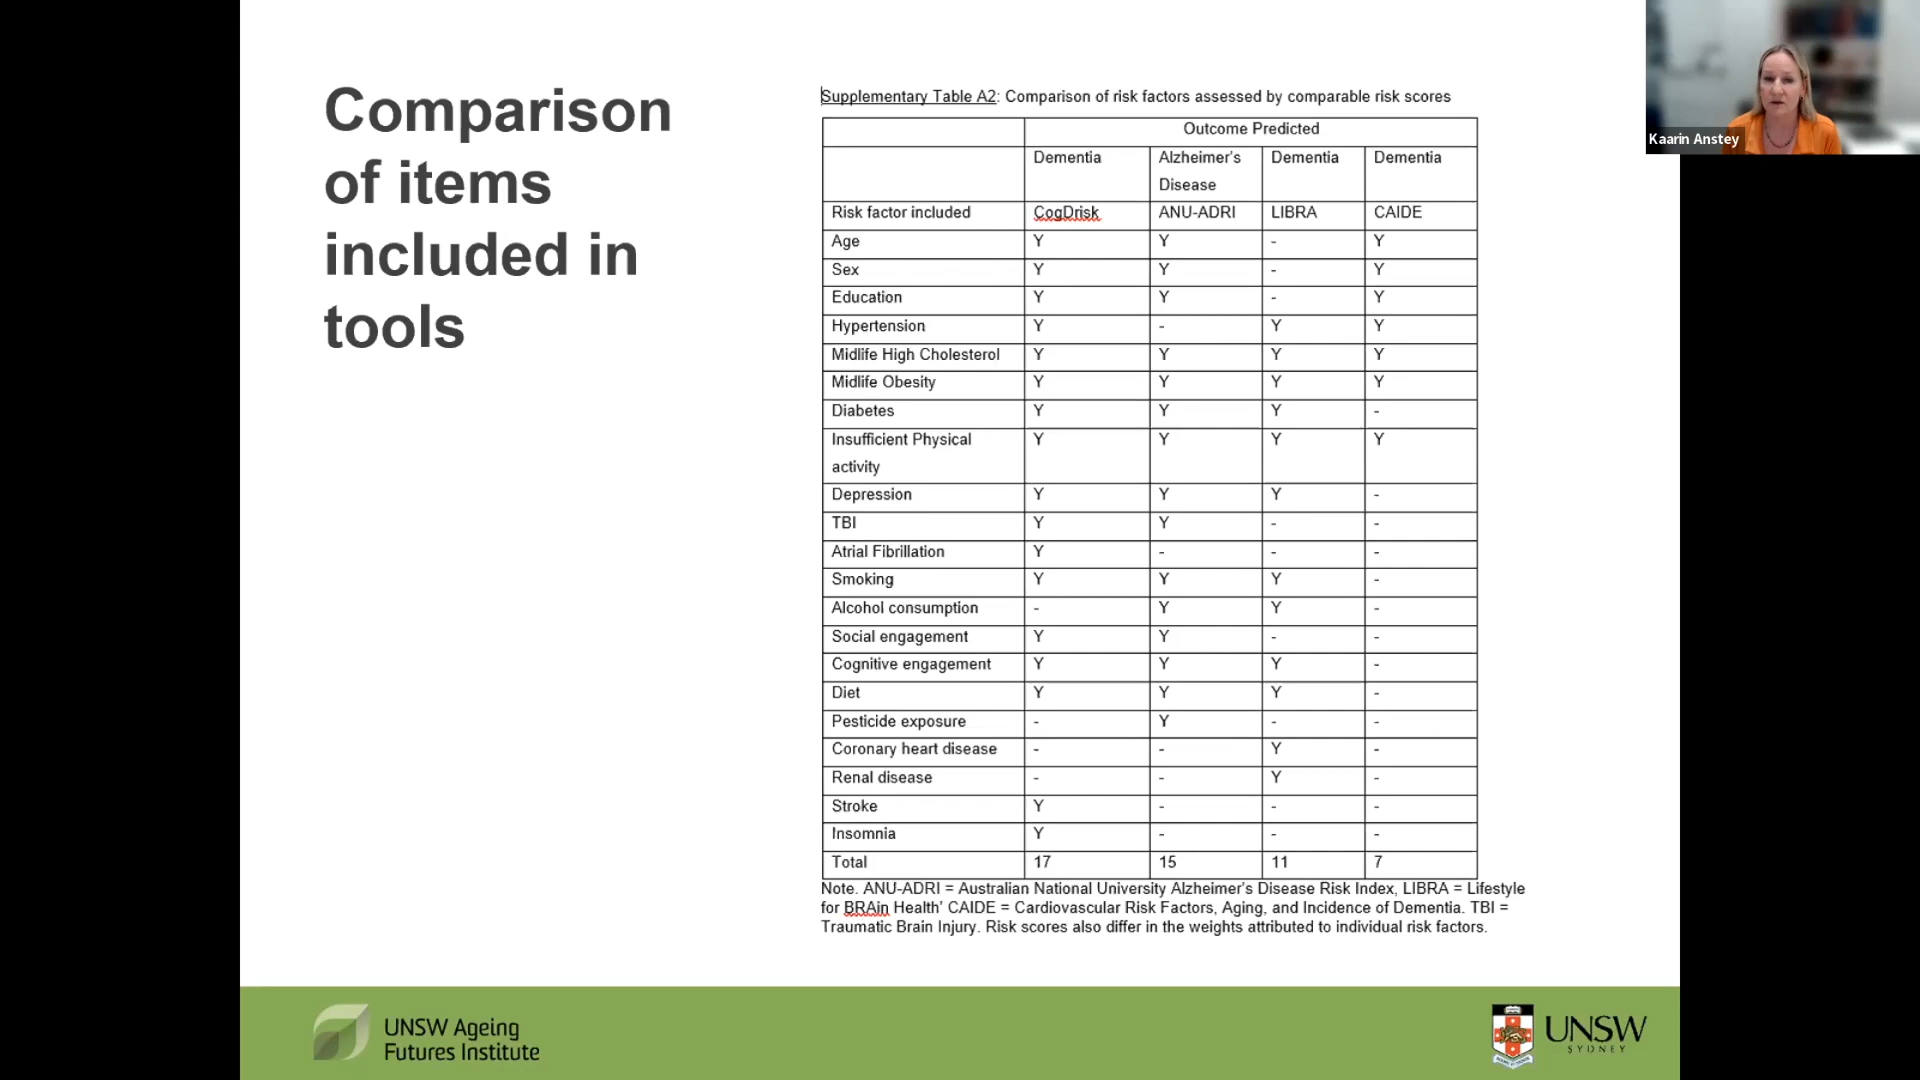 Comparison
of items
included in
tools
Supplementary Table A2: Comparison of risk factors assessed by comparable risk scores
Outcome Predicted
Dementia Alzheimer's Disease Dementia Dementia
Risk factor included CogDrisk ANU-ADRI LIBRA CAIDE
Age Y Y - Y
Sex Y Y - Y
Education Y Y - Y
Hypertension Y - Y Y
Midlife High Cholesterol Y Y Y Y
Midlife Obesity Y Y Y Y
Diabetes Y Y Y -
Insufficient Physical activity Y Y Y Y
Depression Y Y Y -
TBI Y Y - -
Atrial Fibrillation Y - - -
Smoking Y Y Y -
Alcohol consumption - Y Y -
Social engagement Y Y - -
Cognitive engagement Y Y Y -
Diet Y Y Y -
Pesticide exposure - Y - -
Coronary heart disease - - Y -
Renal disease - - Y -
Stroke Y - - -
Insomnia Y - - -
Total 17 15 11 7
Note. ANU-ADRI = Australian National University Alzheimer's Disease Risk Index, LIBRA = Lifestyle
for BRAin Health' CAIDE = Cardiovascular Risk Factors, Aging, and Incidence of Dementia. TBI =
Traumatic Brain Injury. Risk scores also differ in the weights attributed to individual risk factors.
Kaarin Anstey
UNSW Ageing
Futures Institute
UNSW
SYDNEY